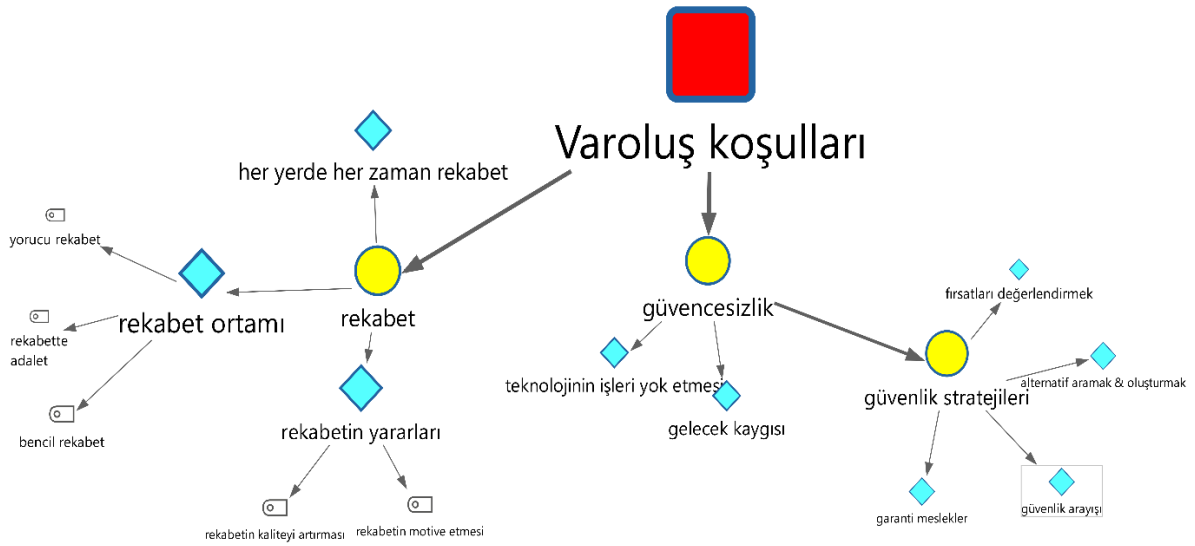 Varoluş koşulları
her yerde her zaman rekabet
yorucu rekabet
rekabet ortamı
rekabet
rekabette
adalet
bencil rekabet
rekabetin yararları
rekabetin kaliteyi artırması
rekabetin motive etmesi
güvencesizlik
teknolojinin işleri yok etmesi
gelecek kaygısı
fırsatları değerlendirmek
güvenlik stratejileri
alternatif aramak & oluşturmak
garanti meslekler
güvenlik arayışı